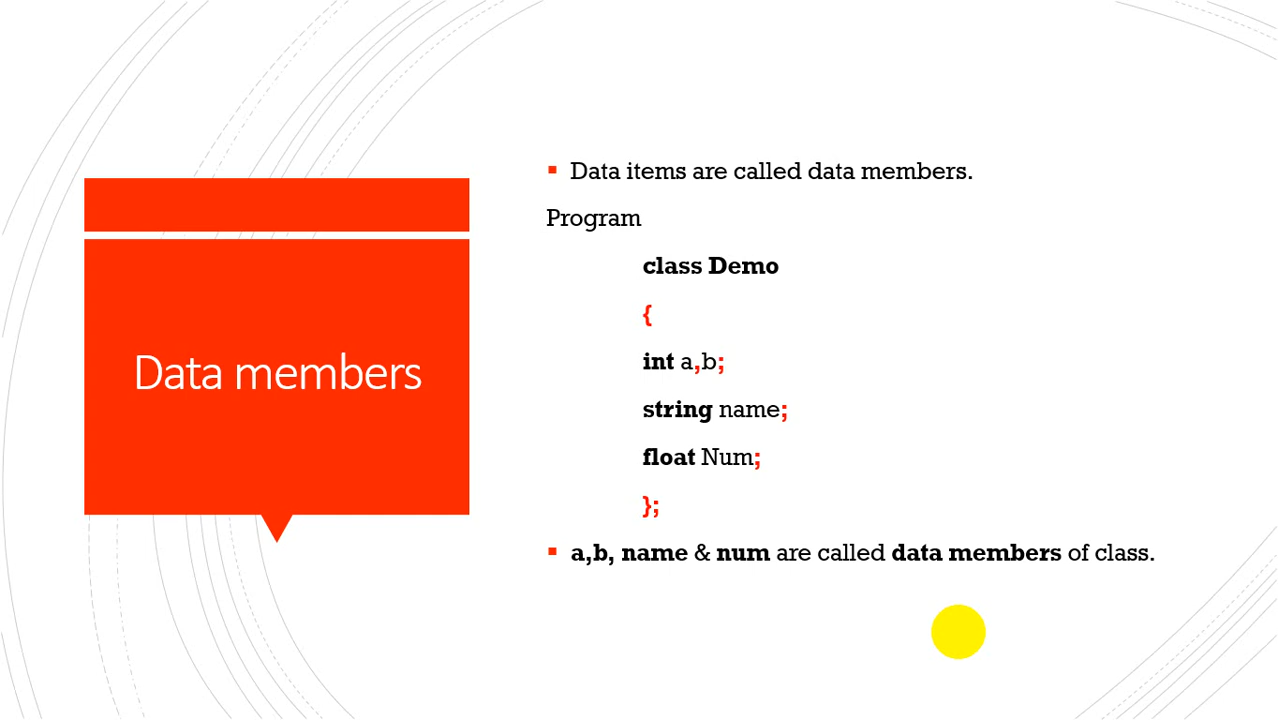 Data members
Data items are called data members.
Program
class Demo
{
int a,b;
string name;
float Num;
};
a,b, name & num are called data members of class.